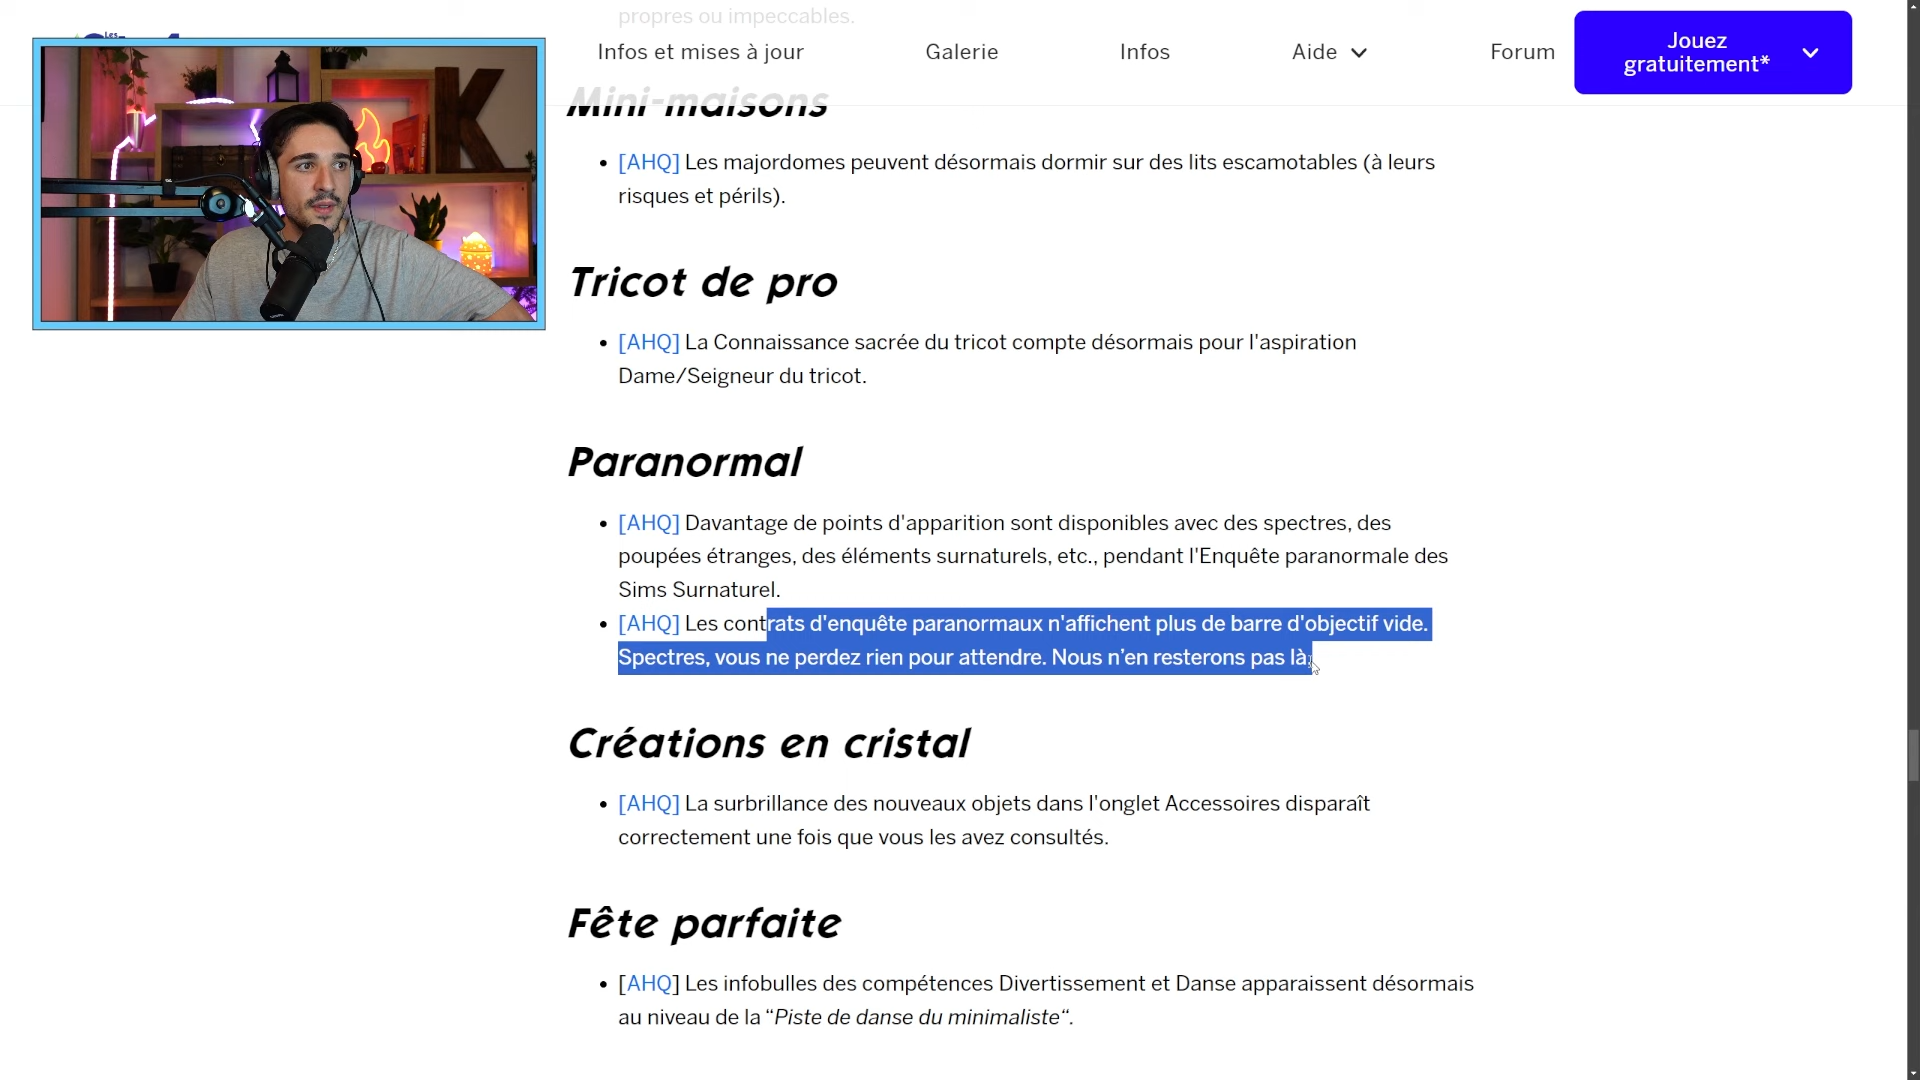 propres ou impeccables.
Les
Infos et mises à jour
Galerie
Infos
Aide
Forum
Jouez
gratuitement*
Mini-maisons
• [AHQ] Les majordomes peuvent désormais dormir sur des lits escamotables (à leurs
risques et périls).
Tricot de pro
• [AHQ] La Connaissance sacrée du tricot compte désormais pour l'aspiration
Dame/Seigneur du tricot.
Paranormal
• [AHQ] Davantage de points d'apparition sont disponibles avec des spectres, des
poupées étranges, des éléments surnaturels, etc., pendant l'Enquête paranormale des
Sims Surnaturel.
• [AHQ] Les contrats d'enquête paranormaux n'affichent plus de barre d'objectif vide.
Spectres, vous ne perdez rien pour attendre. Nous n’en resterons pas là.
Créations en cristal
• [AHQ] La surbrillance des nouveaux objets dans l'onglet Accessoires disparaît
correctement une fois que vous les avez consultés.
Fête parfaite
• [AHQ] Les infobulles des compétences Divertissement et Danse apparaissent désormais
au niveau de la “Piste de danse du minimaliste“.
K